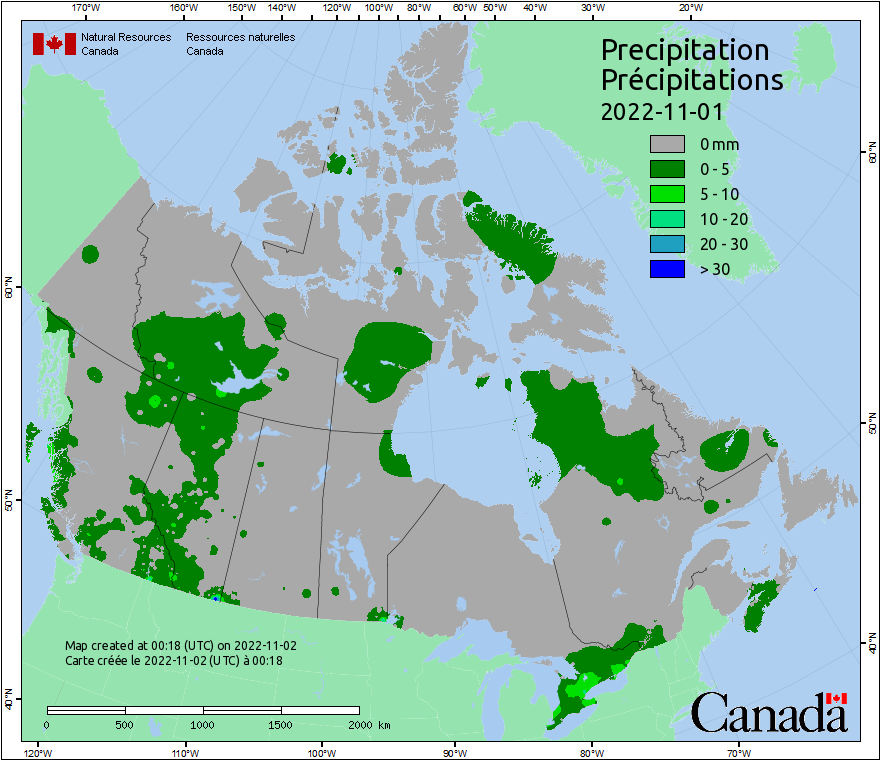 170°W 160°W 150°W 140°W 130°W 120°W 110°W 100°W 90°W 80°W 70°W 60°W 50°W 40°W 30°W 20°W
Natural Resources Ressources naturelles
Canada Canada
Precipitation
Précipitations
2022-11-01
0 mm
0 - 5
5 - 10
10 - 20
20 - 30
> 30
60°N 60°N
50°N 50°N
40°N 40°N
Map created at 00:18 (UTC) on 2022-11-02
Carte créée le 2022-11-02 (UTC) à 00:18
0 500 1000 1500 2000 km
Canada
120°W 110°W 100°W 90°W 80°W 70°W